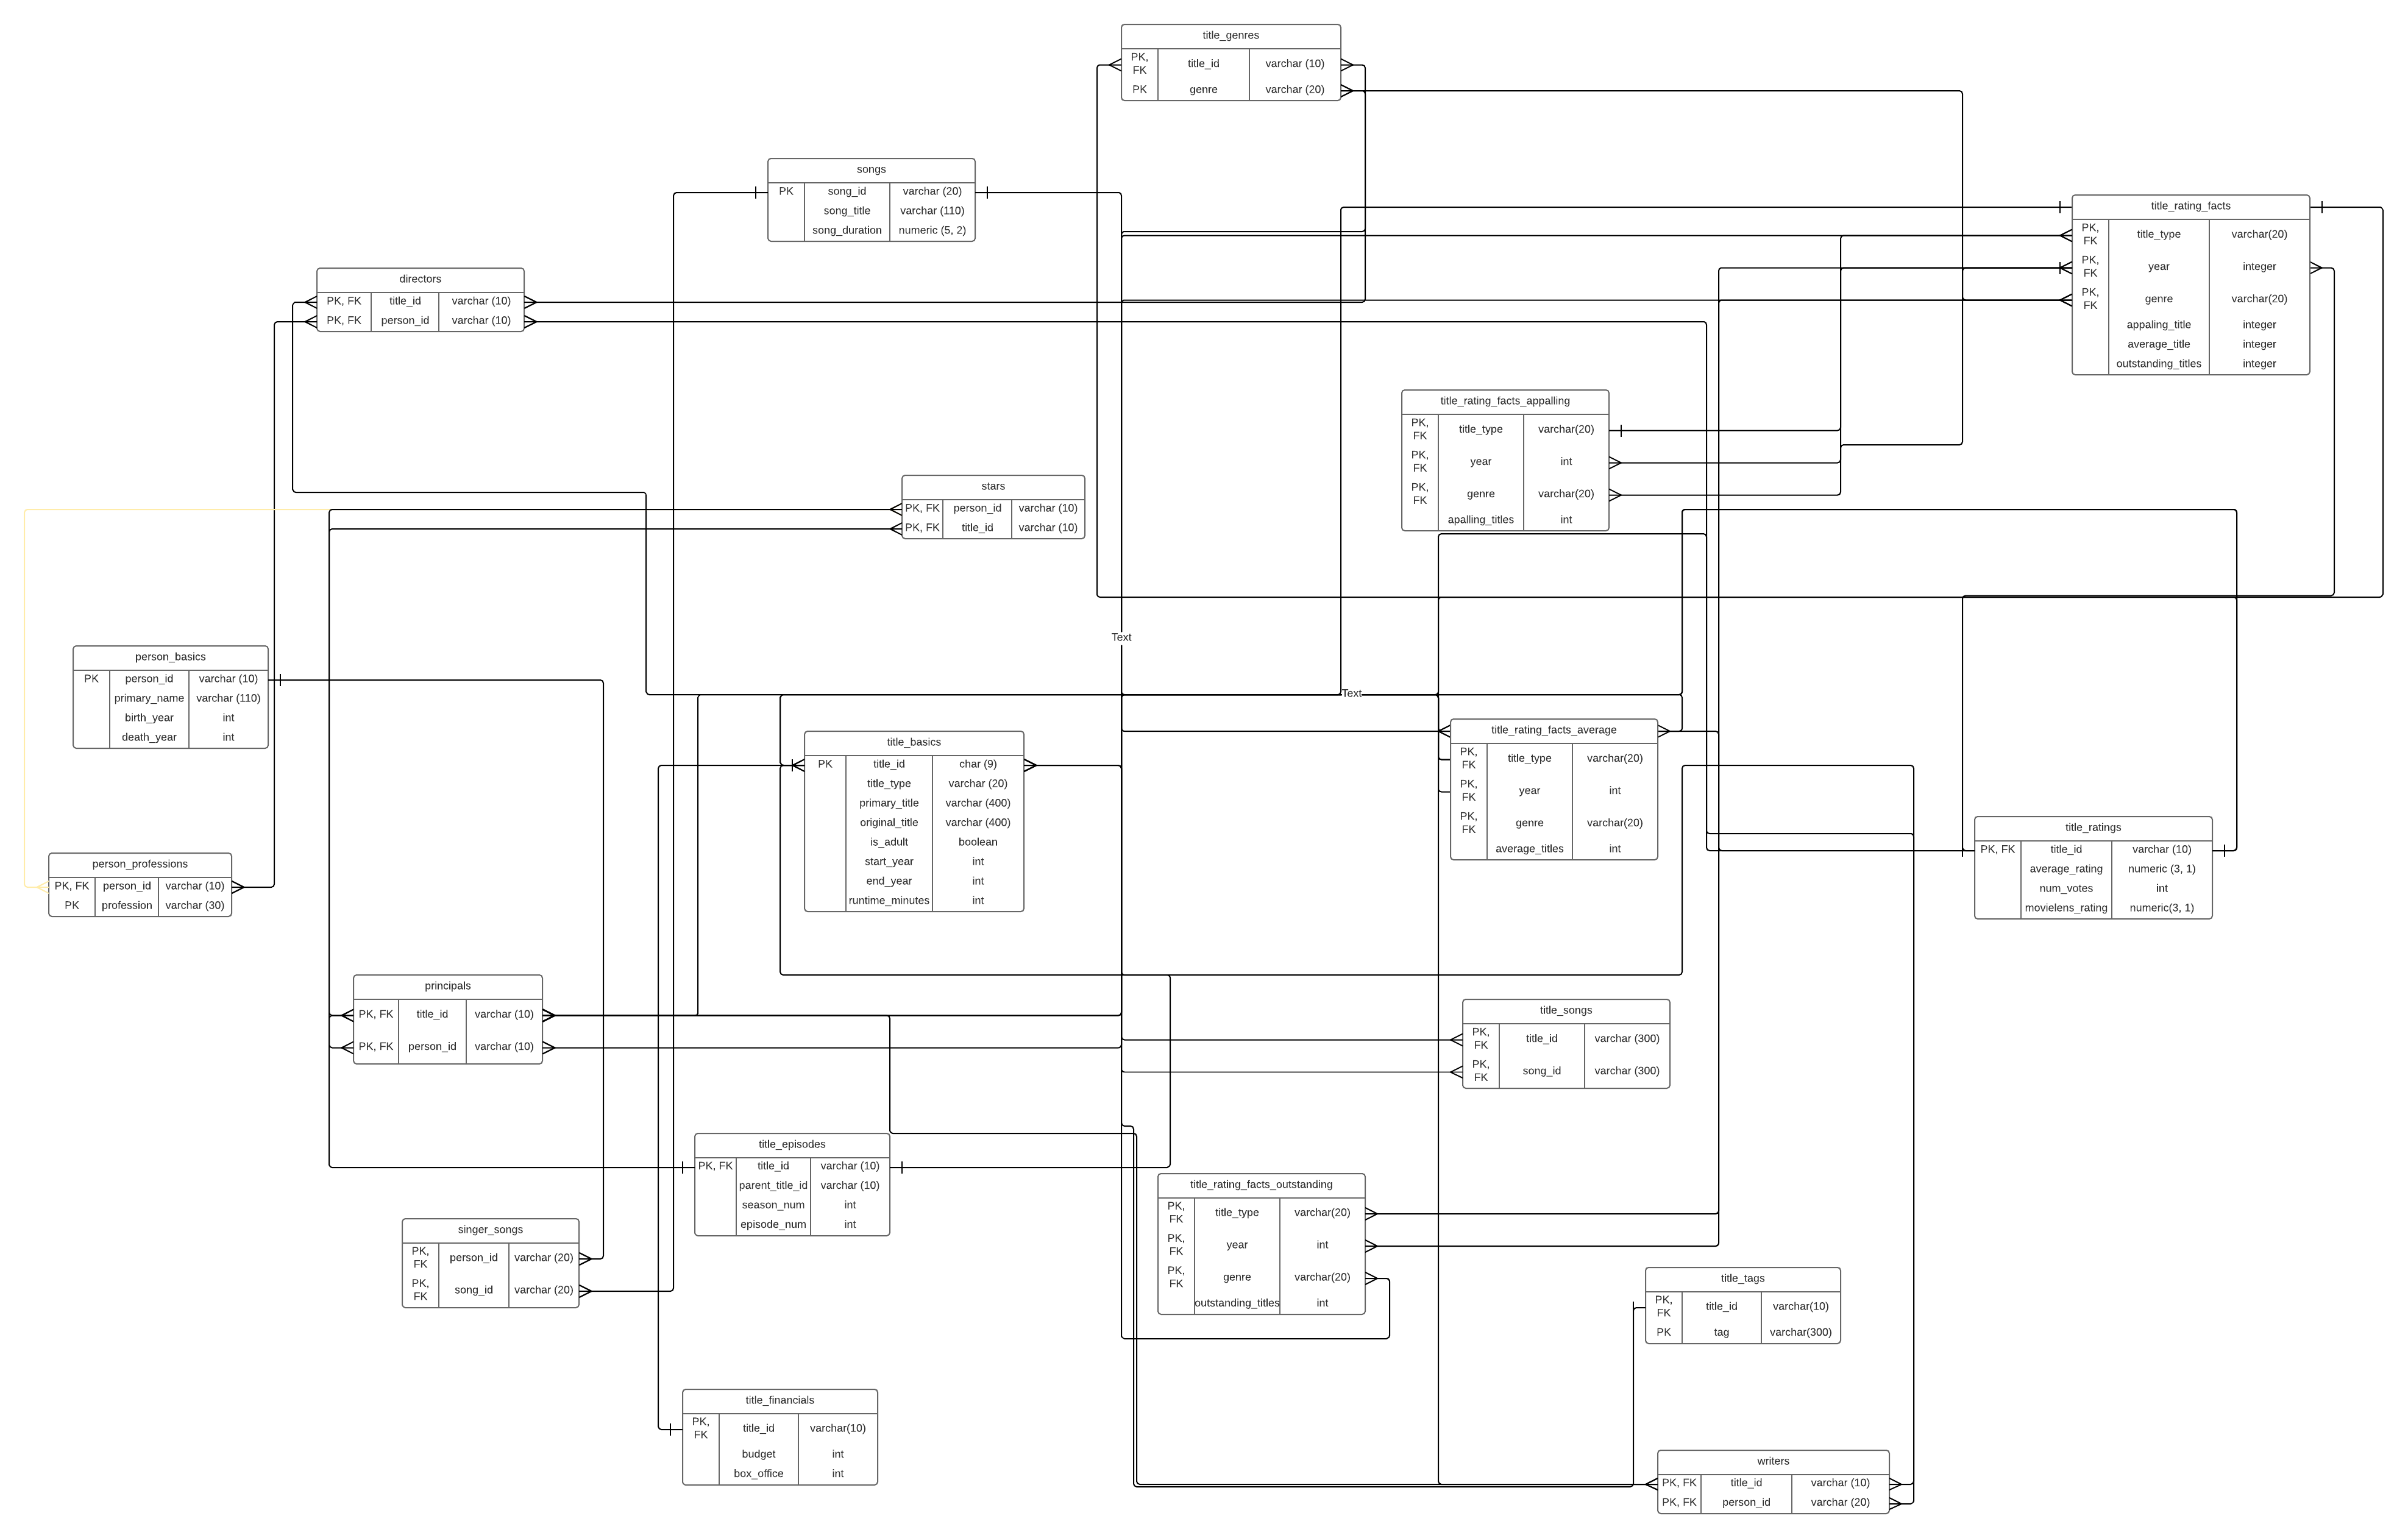 title_genres
PK, FK title_id varchar (10)
PK genre varchar (20)
songs
PK song_id varchar (20)
song_title varchar (110)
song_duration numeric (5, 2)
title_rating_facts
PK, FK title_type varchar(20)
PK, FK year integer
PK, FK genre varchar(20)
appaling_title integer
average_title integer
outstanding_titles integer
directors
PK, FK title_id varchar (10)
PK, FK person_id varchar (10)
title_rating_facts_appalling
PK, FK title_type varchar(20)
PK, FK year int
PK, FK genre varchar(20)
apalling_titles int
stars
PK, FK person_id varchar (10)
PK, FK title_id varchar (10)
Text
person_basics
PK person_id varchar (10)
primary_name varchar (110)
birth_year int
death_year int
Text
title_basics
PK title_id char (9)
title_type varchar (20)
primary_title varchar (400)
original_title varchar (400)
is_adult boolean
start_year int
end_year int
runtime_minutes int
title_rating_facts_average
PK, FK title_type varchar(20)
PK, FK year int
PK, FK genre varchar(20)
average_titles int
title_ratings
PK, FK title_id varchar (10)
average_rating numeric (3, 1)
num_votes int
movielens_rating numeric(3, 1)
person_professions
PK, FK person_id varchar (10)
PK profession varchar (30)
principals
PK, FK title_id varchar (10)
PK, FK person_id varchar (10)
title_songs
PK, FK title_id varchar (300)
PK, FK song_id varchar (300)
title_episodes
PK, FK title_id varchar (10)
parent_title_id varchar (10)
season_num int
episode_num int
title_rating_facts_outstanding
PK, FK title_type varchar(20)
PK, FK year int
PK, FK genre varchar(20)
outstanding_titles int
singer_songs
PK, FK person_id varchar (20)
PK, FK song_id varchar (20)
title_tags
PK, FK title_id varchar(10)
PK tag varchar(300)
title_financials
PK, FK title_id varchar(10)
budget int
box_office int
writers
PK, FK title_id varchar (10)
PK, FK person_id varchar (20)